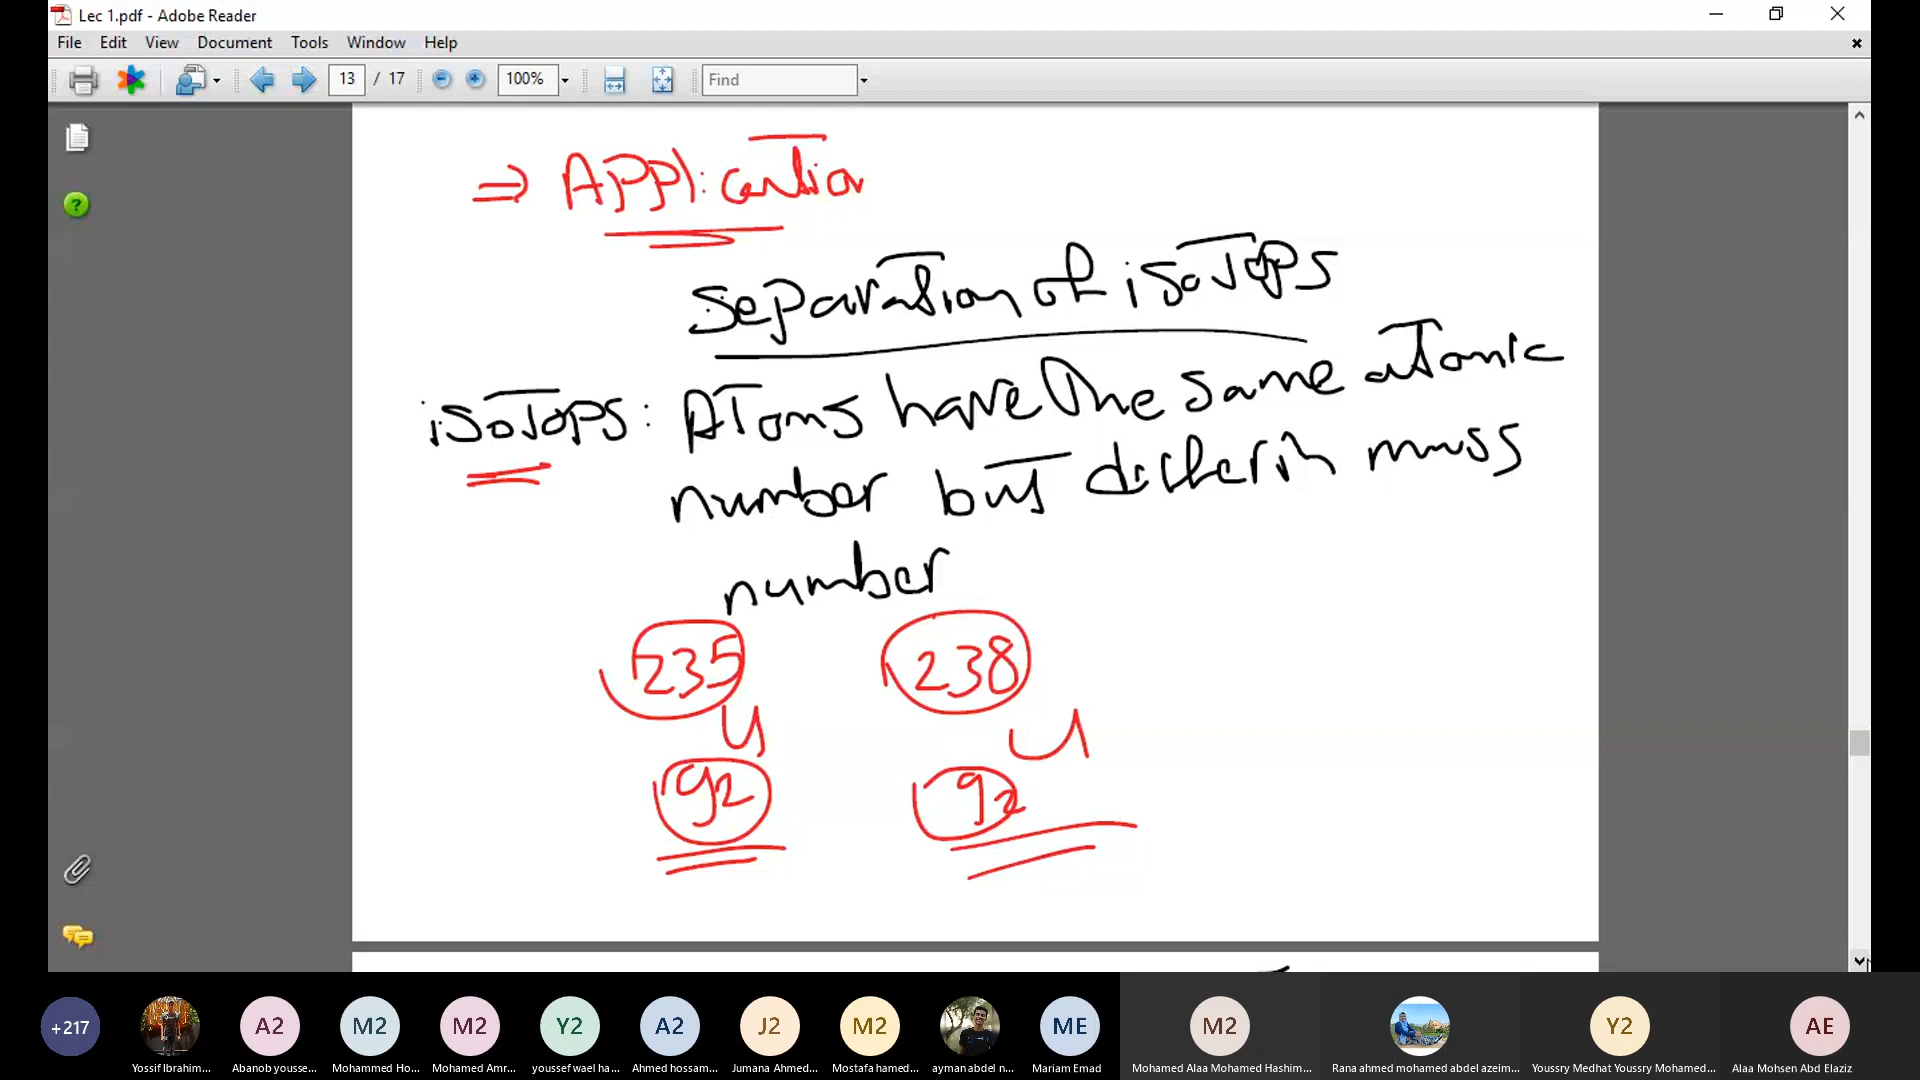 Lec 1.pdf - Adobe Reader
File Edit View Document Tools Window Help
13 / 17 100% Find
⇒ Application
Separation of isotops
isotops: Atoms have the same atomic
number but differ in mass
number
235 238
U U
92 92
+217 A2 M2 M2 Y2 A2 J2 M2 ME M2 Y2 AE
Yossif Ibrahim... Abanob yousse... Mohammed Ho... Mohamed Amr... youssef wael ha... Ahmed hossam... Jumana Ahmed... Mostafa hamed... ayman abdel n... Mariam Emad Mohamed Alaa Mohamed Hashim... Rana ahmed mohamed abdel azeim... Youssry Medhat Youssry Mohamed... Alaa Mohsen Abd Elaziz